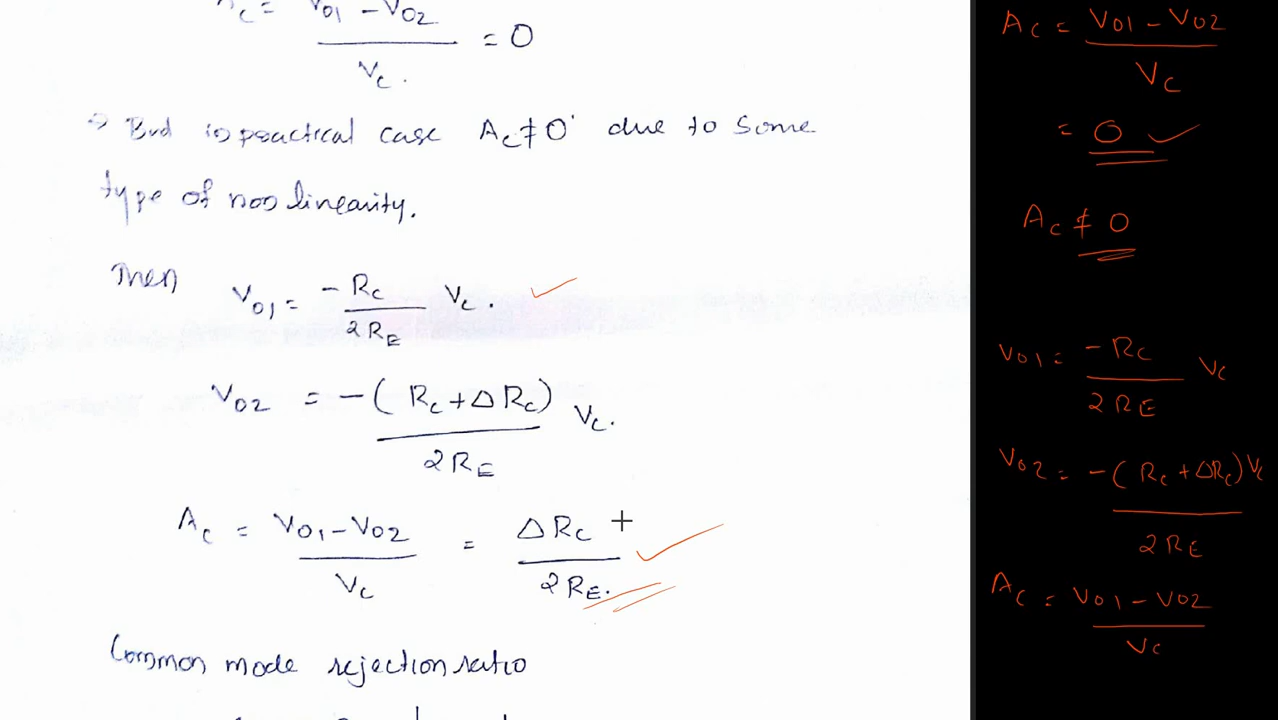 Ac = Vo1 - Vo2 / Vc. = 0
→ But in practical case Ac ≠ 0 due to some
type of non linearity.
Then Vo1 = -Rc / 2RE Vc.
Vo2 = -(Rc + ΔRc) / 2RE Vc.
Ac = Vo1 - Vo2 / Vc = ΔRc / 2RE.
Common mode rejection ratio
Ac = Vo1 - Vo2 / Vc
= 0
Ac ≠ 0
Vo1 = -Rc / 2RE Vc
Vo2 = -(Rc + ΔRc) Vc / 2RE
Ac = Vo1 - Vo2 / Vc